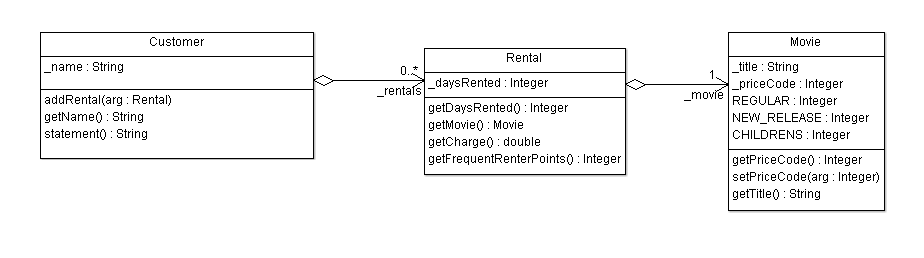 Customer
_name : String
addRental(arg : Rental)
getName() : String
statement() : String
0..*
_rentals
Rental
_daysRented : Integer
getDaysRented() : Integer
getMovie() : Movie
getCharge() : double
getFrequentRenterPoints() : Integer
1
_movie
Movie
_title : String
_priceCode : Integer
REGULAR : Integer
NEW_RELEASE : Integer
CHILDRENS : Integer
getPriceCode() : Integer
setPriceCode(arg : Integer)
getTitle() : String